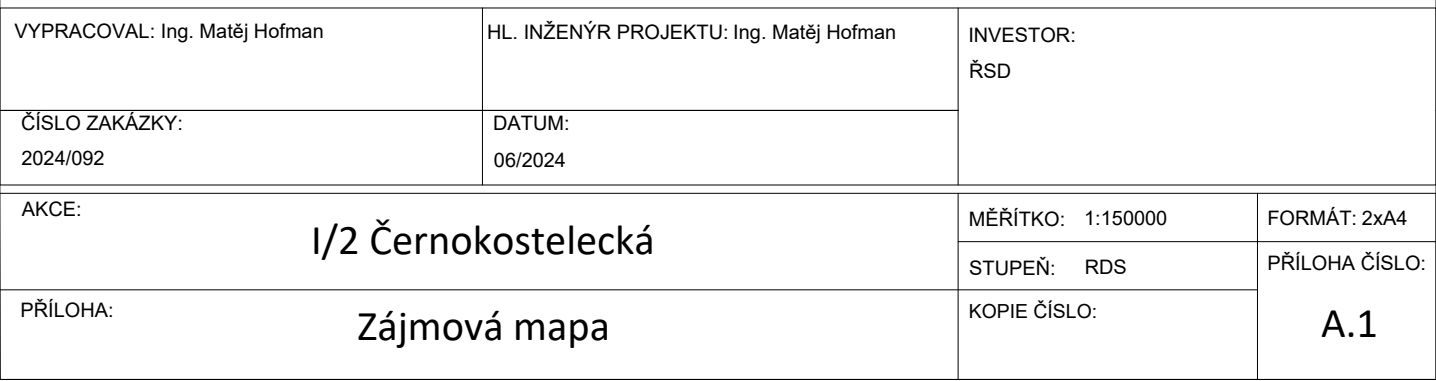 VYPRACOVAL: Ing. Matěj Hofman
HL. INŽENÝR PROJEKTU: Ing. Matěj Hofman
INVESTOR:
ŘSD
ČÍSLO ZAKÁZKY:
2024/092
DATUM:
06/2024
AKCE:
I/2 Černokostelecká
MĚŘÍTKO: 1:150000
FORMÁT: 2xA4
STUPEŇ: RDS
PŘÍLOHA ČÍSLO:
A.1
PŘÍLOHA:
Zájmová mapa
KOPIE ČÍSLO: